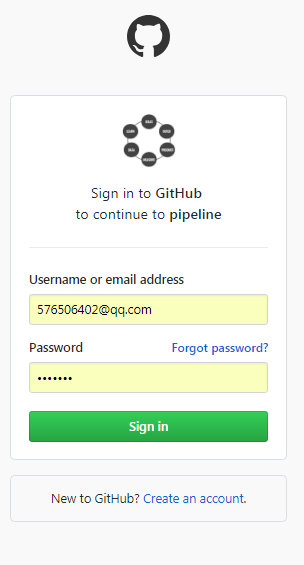 Sign in to GitHub
to continue to pipeline
Username or email address
576506402@qq.com
Password Forgot password?
•••••••
Sign in
New to GitHub? Create an account.